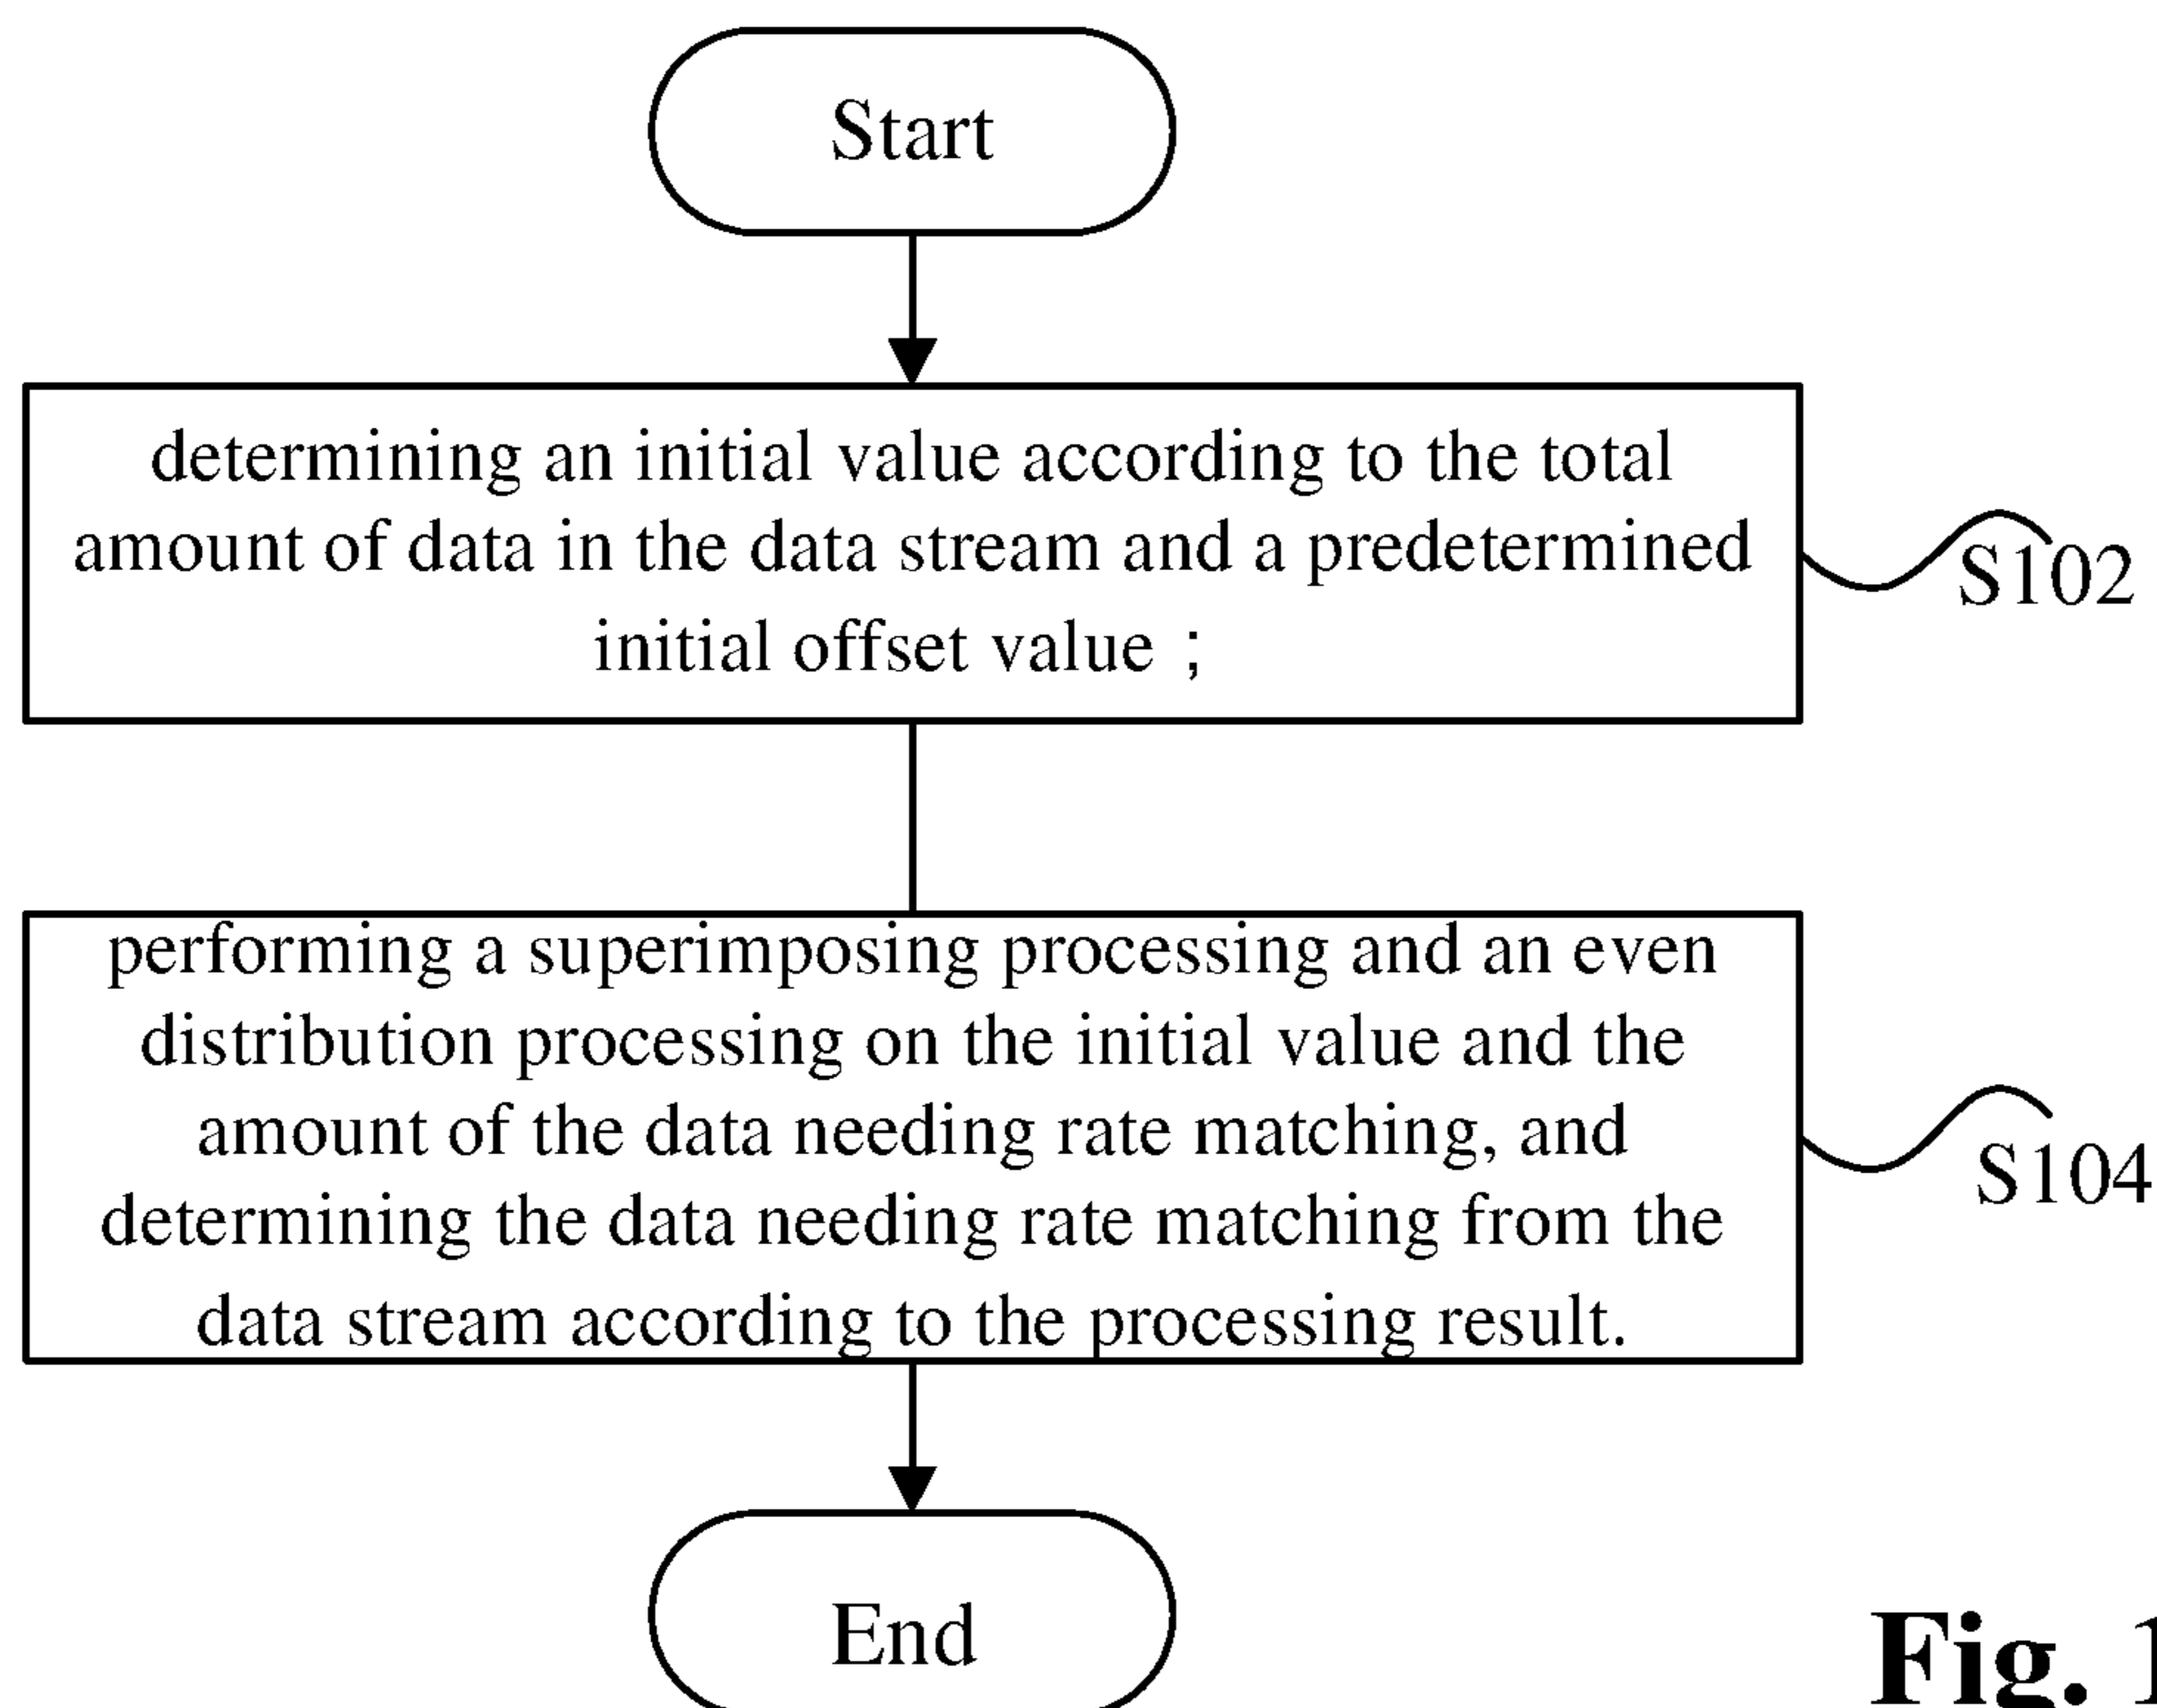 Start
determining an initial value according to the total
amount of data in the data stream and a predetermined
initial offset value ;
S102
performing a superimposing processing and an even
distribution processing on the initial value and the
amount of the data needing rate matching, and
determining the data needing rate matching from the
data stream according to the processing result.
S104
End
Fig. 1